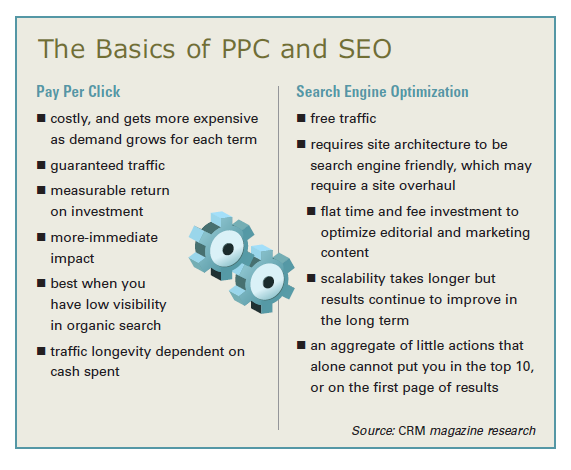 The Basics of PPC and SEO
Pay Per Click
■ costly, and gets more expensive
as demand grows for each term
■ guaranteed traffic
■ measurable return
on investment
■ more-immediate
impact
■ best when you
have low visibility
in organic search
■ traffic longevity dependent on
cash spent
Search Engine Optimization
■ free traffic
■ requires site architecture to be
search engine friendly, which may
require a site overhaul
■ flat time and fee investment to
optimize editorial and marketing
content
■ scalability takes longer but
results continue to improve in
the long term
■ an aggregate of little actions that
alone cannot put you in the top 10,
or on the first page of results
Source: CRM magazine research